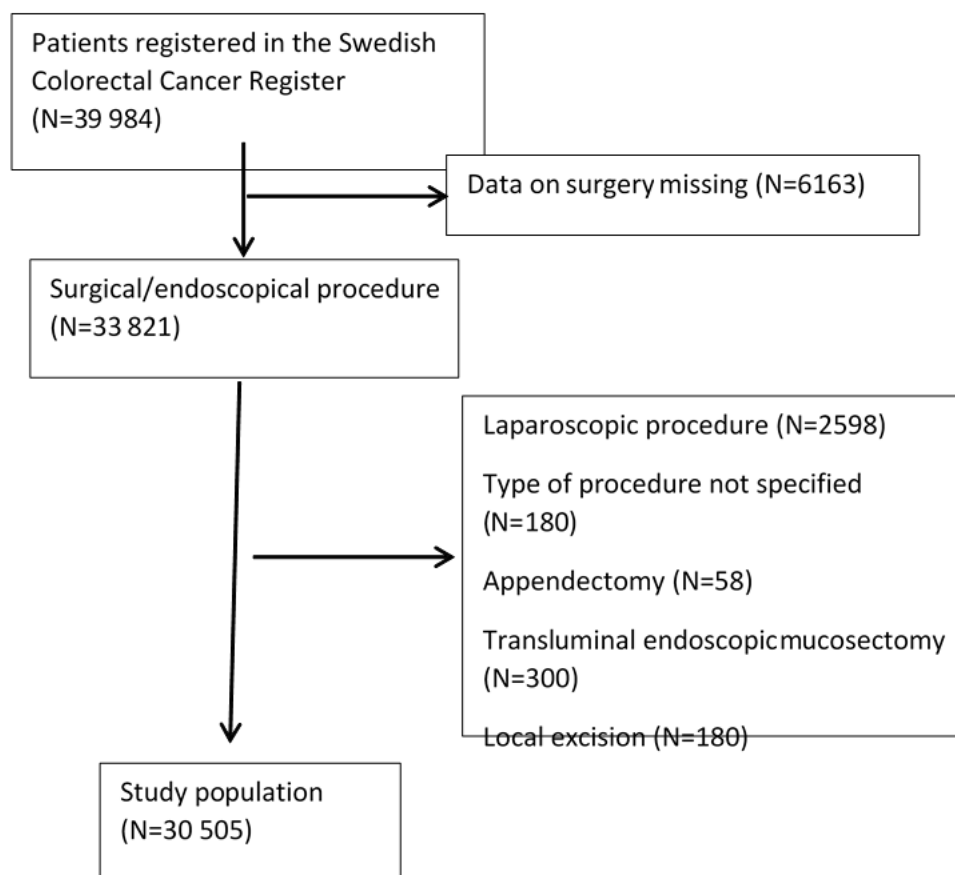 Patients registered in the Swedish
Colorectal Cancer Register
(N=39 984)
Data on surgery missing (N=6163)
Surgical/endoscopical procedure
(N=33 821)
Laparoscopic procedure (N=2598)
Type of procedure not specified
(N=180)
Appendectomy (N=58)
Transluminal endoscopic mucosectomy
(N=300)
Local excision (N=180)
Study population
(N=30 505)